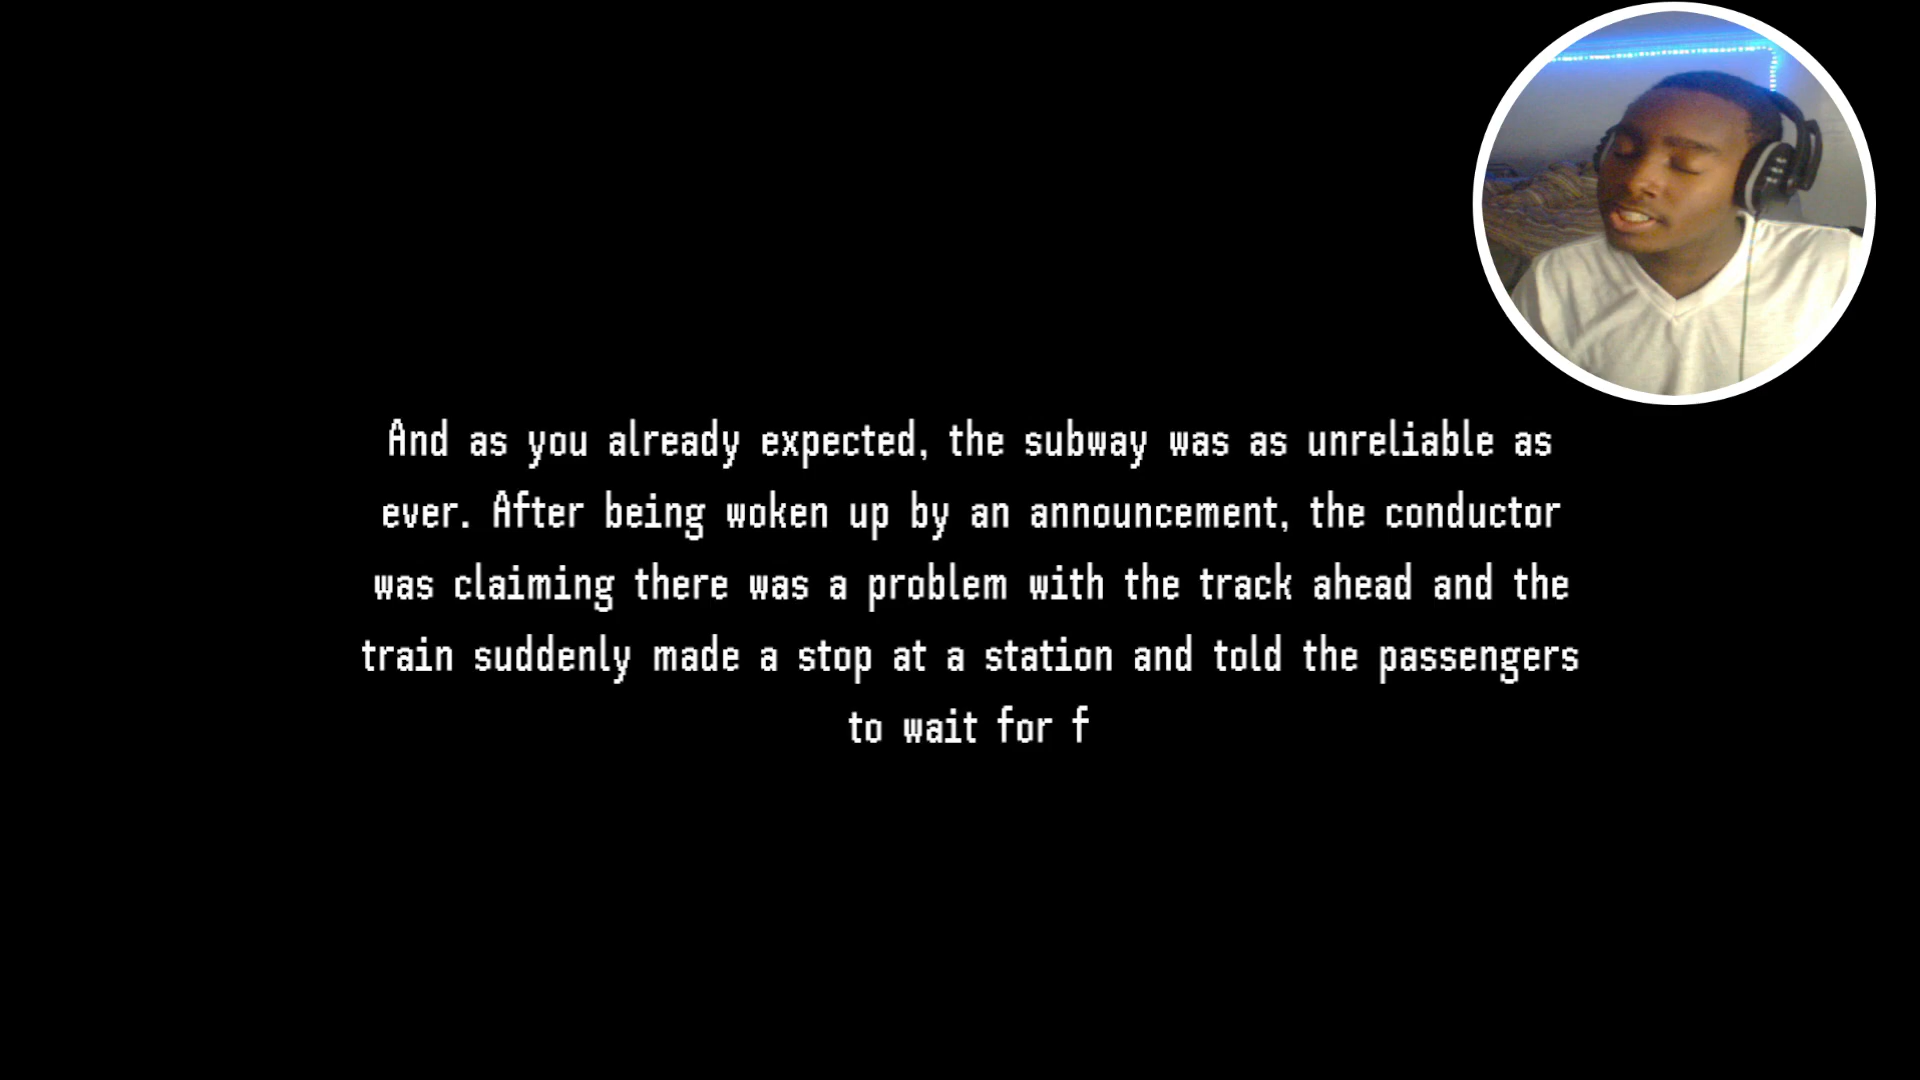 And as you already expected, the subway was as unreliable as
ever. After being woken up by an announcement, the conductor
was claiming there was a problem with the track ahead and the
train suddenly made a stop at a station and told the passengers
to wait for f